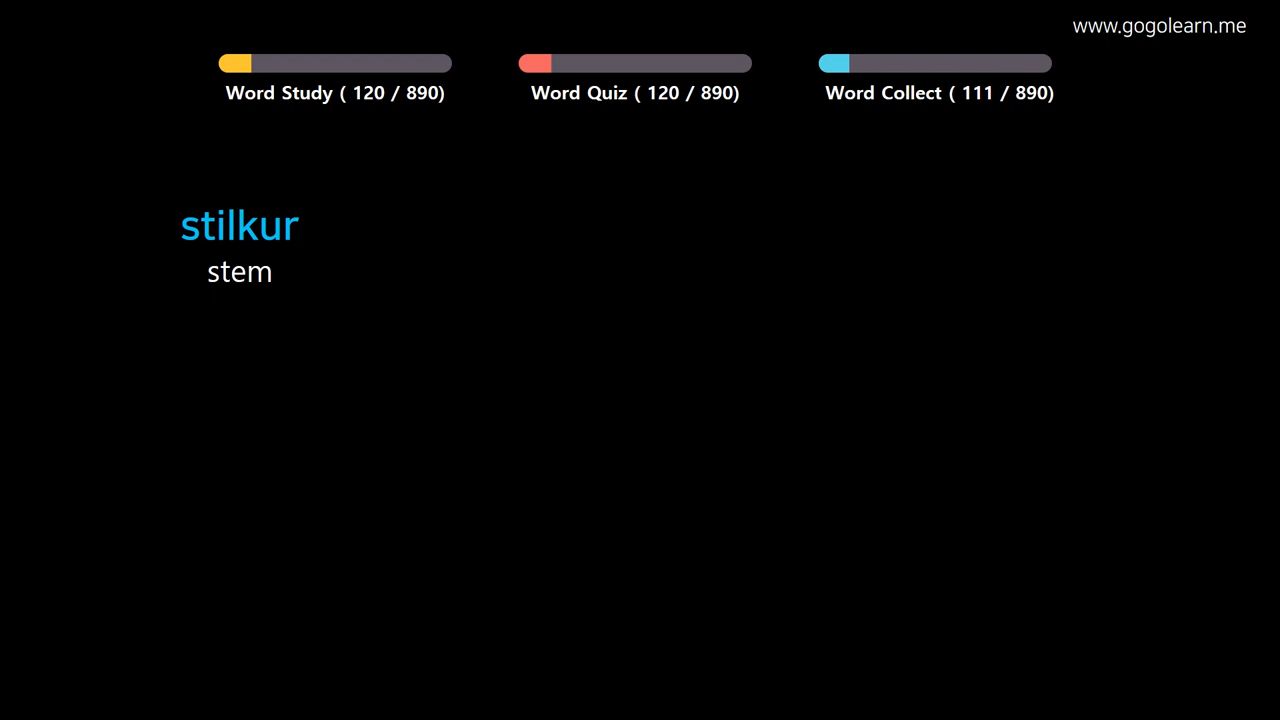 www.gogolearn.me
Word Study ( 120 / 890)
Word Quiz ( 120 / 890)
Word Collect ( 111 / 890)
stilkur
stem